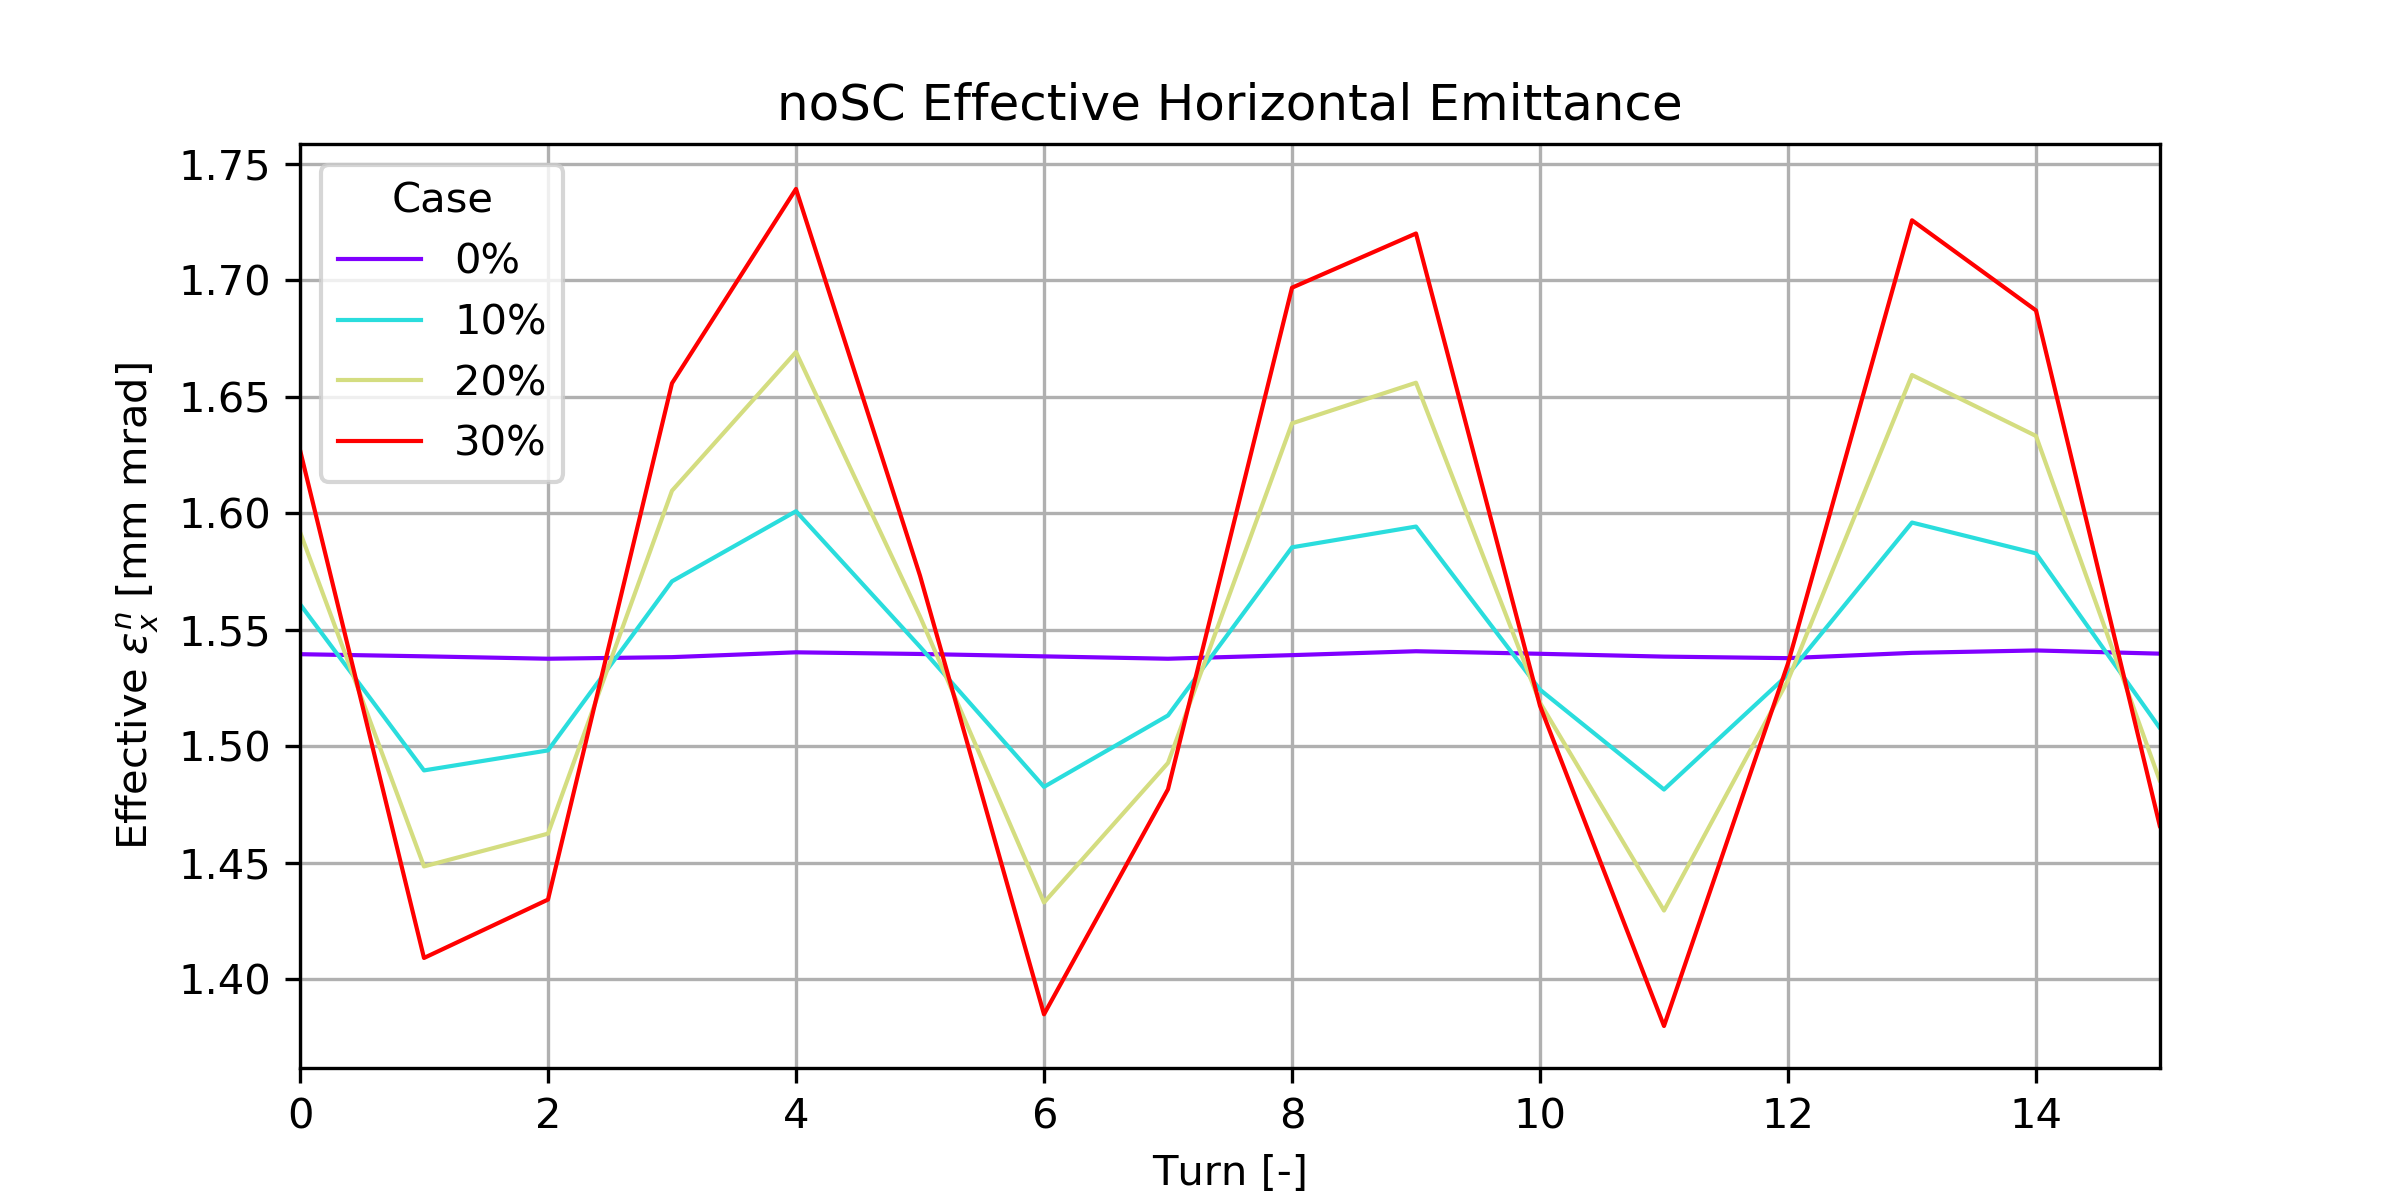 noSC Effective Horizontal Emittance
Effective εₓⁿ [mm mrad]
1.75
1.70
1.65
1.60
1.55
1.50
1.45
1.40
Case
0%
10%
20%
30%
0 2 4 6 8 10 12 14
Turn [-]